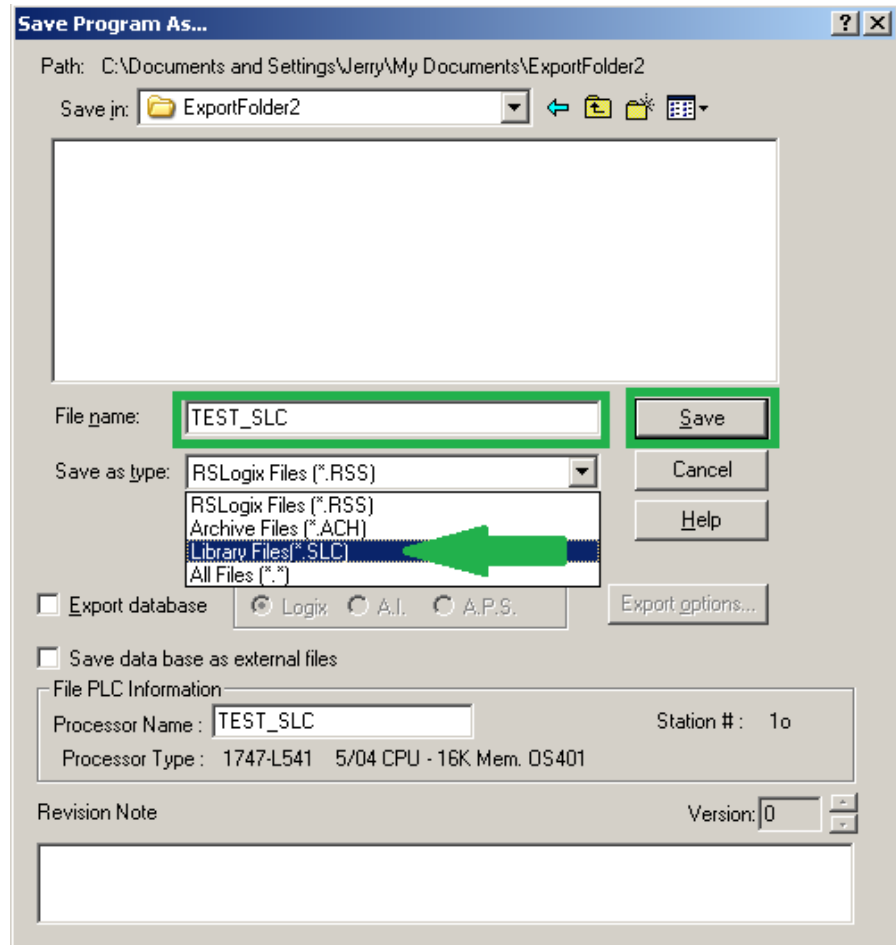 Save Program As...
Path: C:\Documents and Settings\Jerry\My Documents\ExportFolder2
Save in: ExportFolder2
File name: TEST_SLC Save
Save as type: RSLogix Files (*.RSS) Cancel
RSLogix Files (*.RSS)
Archive Files (*.ACH) Help
Library Files(*.SLC)
All Files (*.*)
Export database Logix A.I. A.P.S. Export options...
Save data base as external files
File PLC Information
Processor Name : TEST_SLC Station # : 1o
Processor Type : 1747-L541 5/04 CPU - 16K Mem. OS401
Revision Note Version: 0